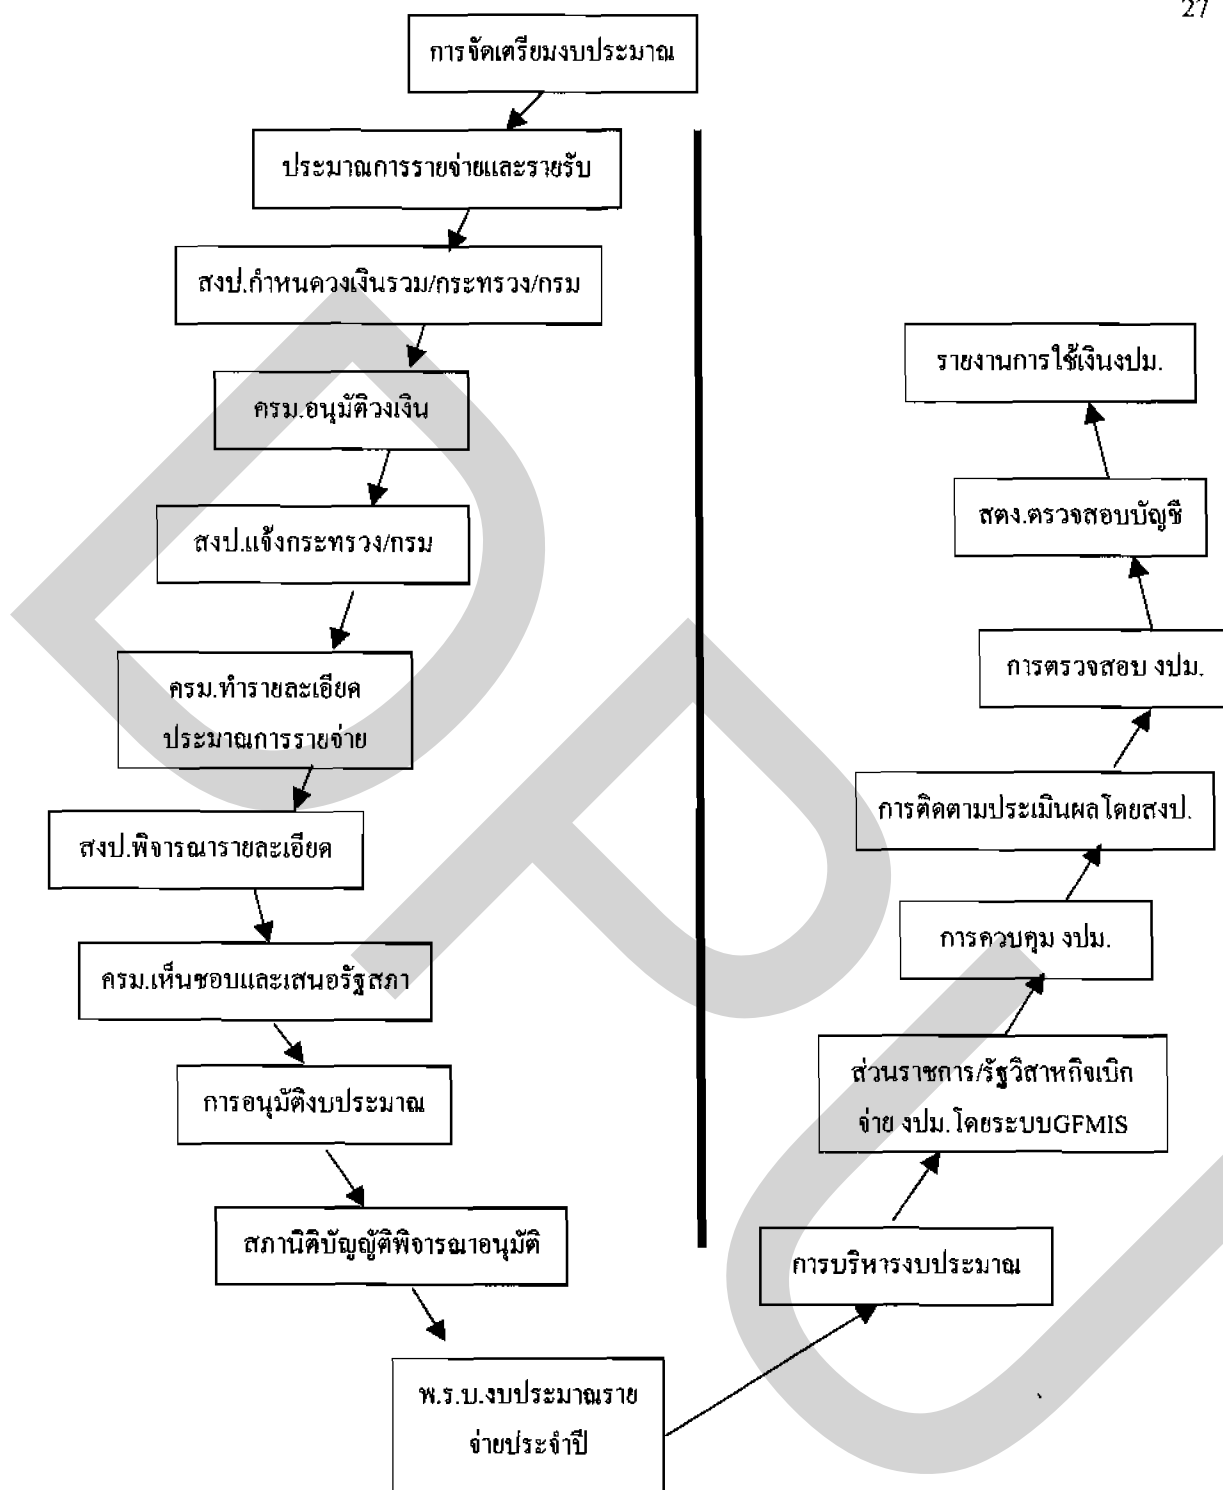 27
การจัดเตรียมงบประมาณ
ประมาณการรายจ่ายและรายรับ
สงป.กำหนดวงเงินรวม/กระทรวง/กรม
ครม.อนุมัติวงเงิน
สงป.แจ้งกระทรวง/กรม
ครม.ทำรายละเอียด
ประมาณการรายจ่าย
สงป.พิจารณารายละเอียด
ครม.เห็นชอบและเสนอรัฐสภา
การอนุมัติงบประมาณ
สภานิติบัญญัติพิจารณาอนุมัติ
พ.ร.บ.งบประมาณราย
จ่ายประจำปี
การบริหารงบประมาณ
ส่วนราชการ/รัฐวิสาหกิจเบิก
จ่าย งปม. โดยระบบGFMIS
การควบคุม งปม.
การติดตามประเมินผลโดยสงป.
การตรวจสอบ งปม.
สตง.ตรวจสอบบัญชี
รายงานการใช้เงินงปม.
DPU